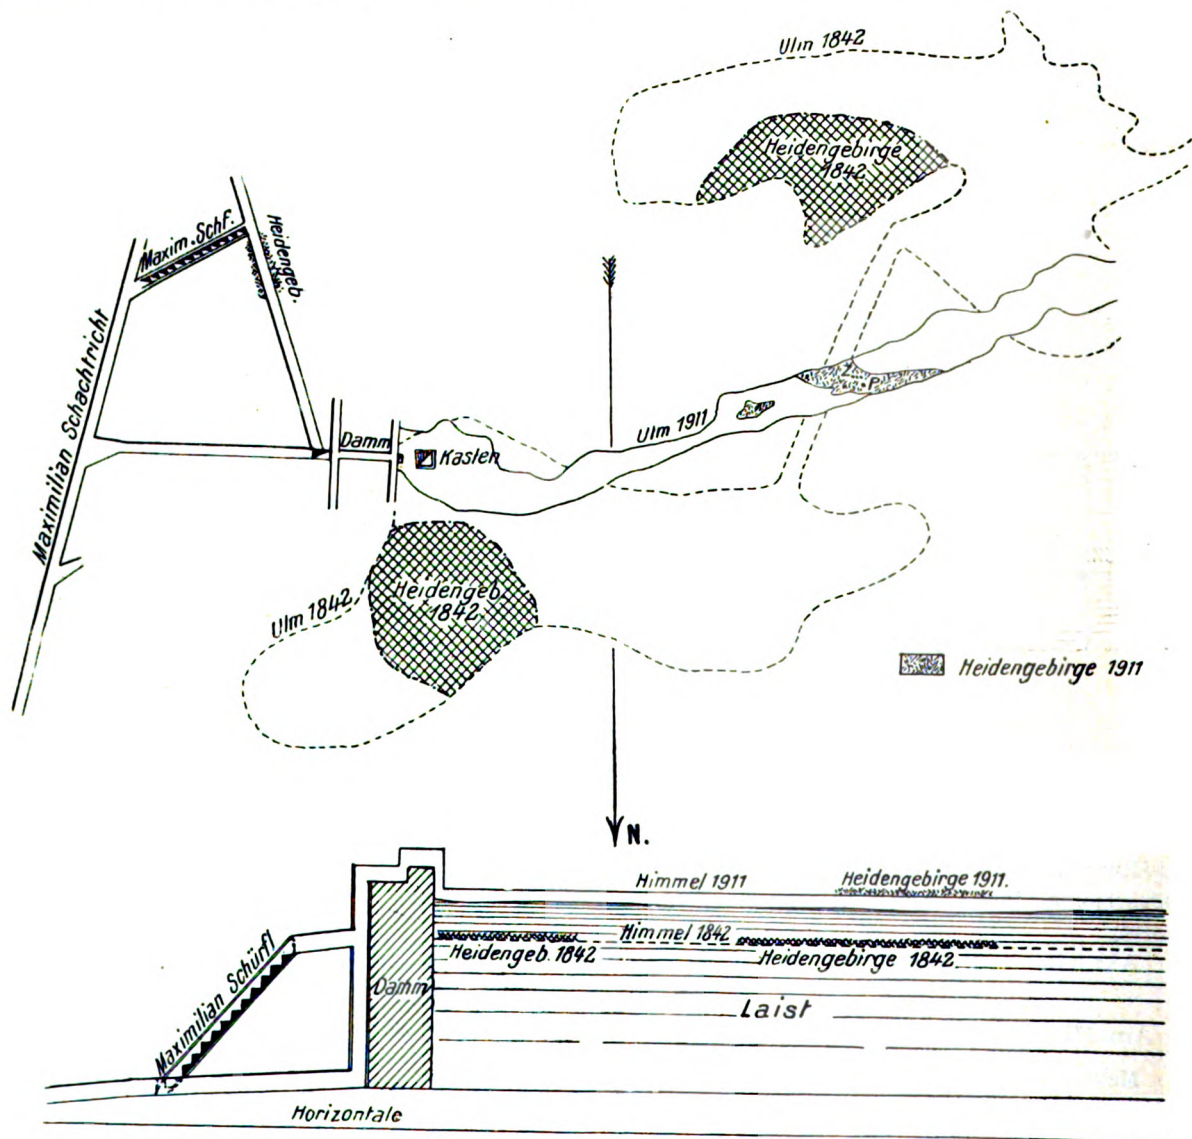 Ulm 1842
Heidengebirge
1842
Maxim. Schf.
Heidengeb.
Maximilian Schachtricht
Damm
Kasten
Ulm 1911
Z.
P.
Heidengeb.
1842
Ulm 1842
Heidengebirge 1911
N.
Himmel 1911
Heidengebirge 1911.
Himmel 1842
Heidengeb. 1842
Heidengebirge 1842
Maximilian Schürfl
Damm
Laist
Horizontale